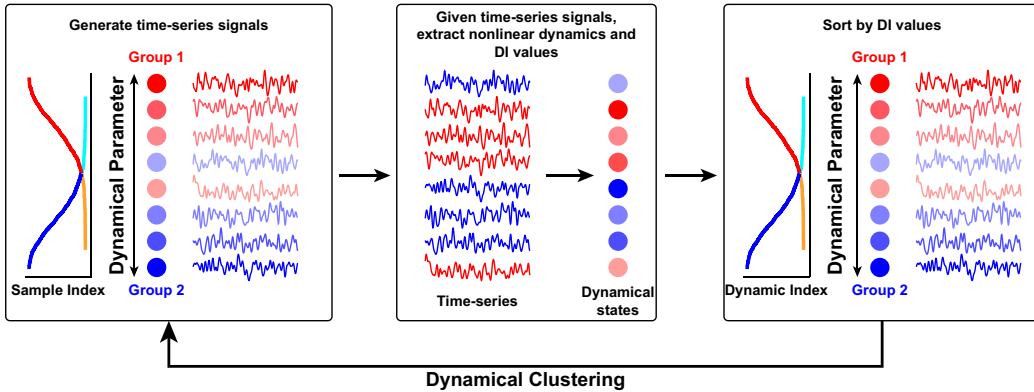 Generate time-series signals
Group 1
Dynamical Parameter
Sample Index
Group 2
Given time-series signals,
extract nonlinear dynamics and
DI values
Time-series
Dynamical
states
Sort by DI values
Group 1
Dynamical Parameter
Dynamic Index
Group 2
Dynamical Clustering